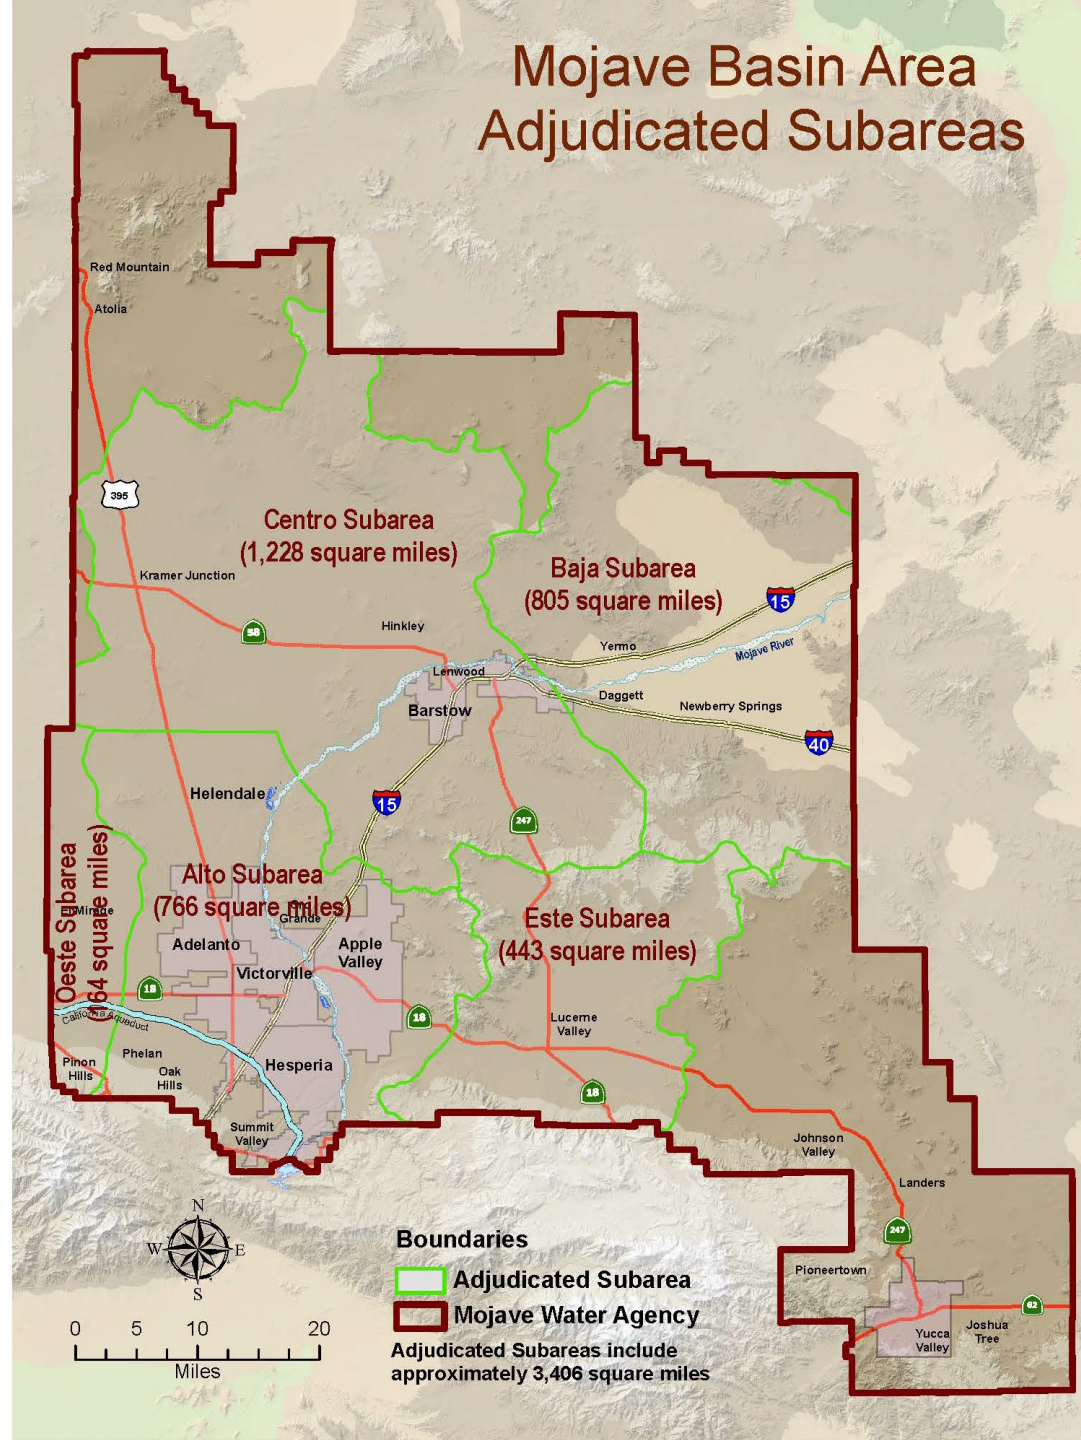 Mojave Basin Area
Adjudicated Subareas
Red Mountain
Atolia
395
Centro Subarea
(1,228 square miles)
Baja Subarea
(805 square miles)
Kramer Junction
15
58
Hinkley
Yermo
Mojave River
Lenwood
Daggett
Barstow
Newberry Springs
40
Helendale
15
247
Oeste Subarea
(164 square miles)
El Mirage
Alto Subarea
(766 square miles)
Oro
Grande
Este Subarea
(443 square miles)
Adelanto
Apple
Valley
Victorville
18
18
California Aqueduct
Lucerne
Valley
Phelan
Pinon
Hills
Oak
Hills
Hesperia
18
Summit
Valley
Johnson
Valley
Landers
247
Pioneertown
62
Joshua
Tree
Yucca
Valley
N
W
E
S
0 5 10 20
Miles
Boundaries
Adjudicated Subarea
Mojave Water Agency
Adjudicated Subareas include
approximately 3,406 square miles